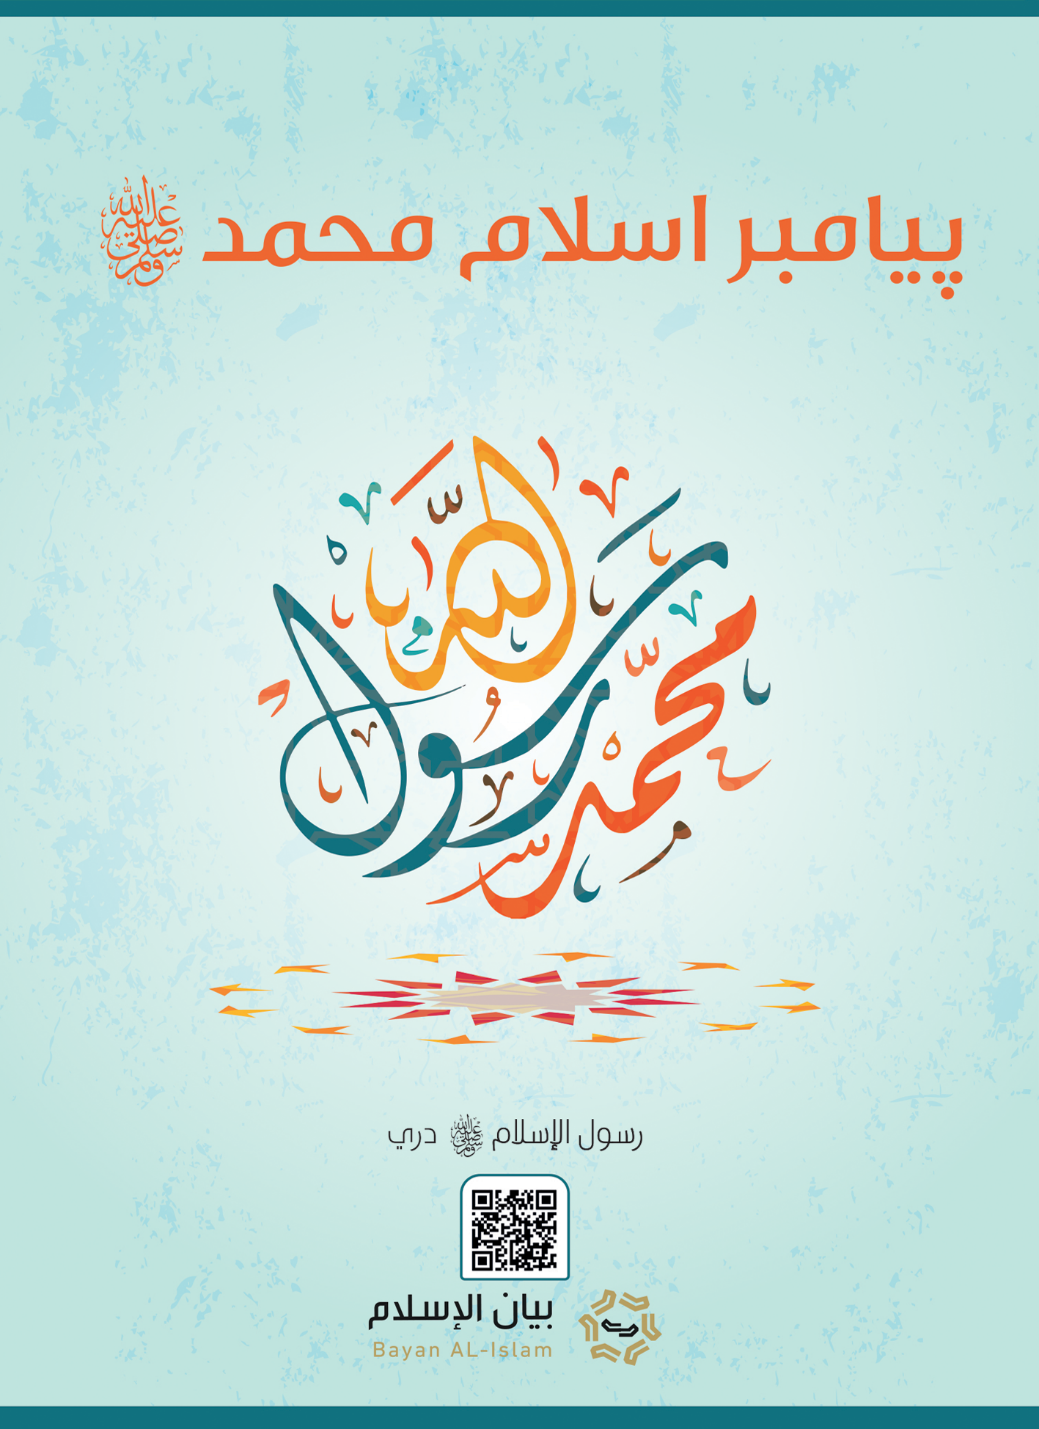 پیامبر اسلام محمد ﷺ
محمد رسول الله
رسول الإسلام ﷺ دري
بيان الإسلام
Bayan AL-Islam